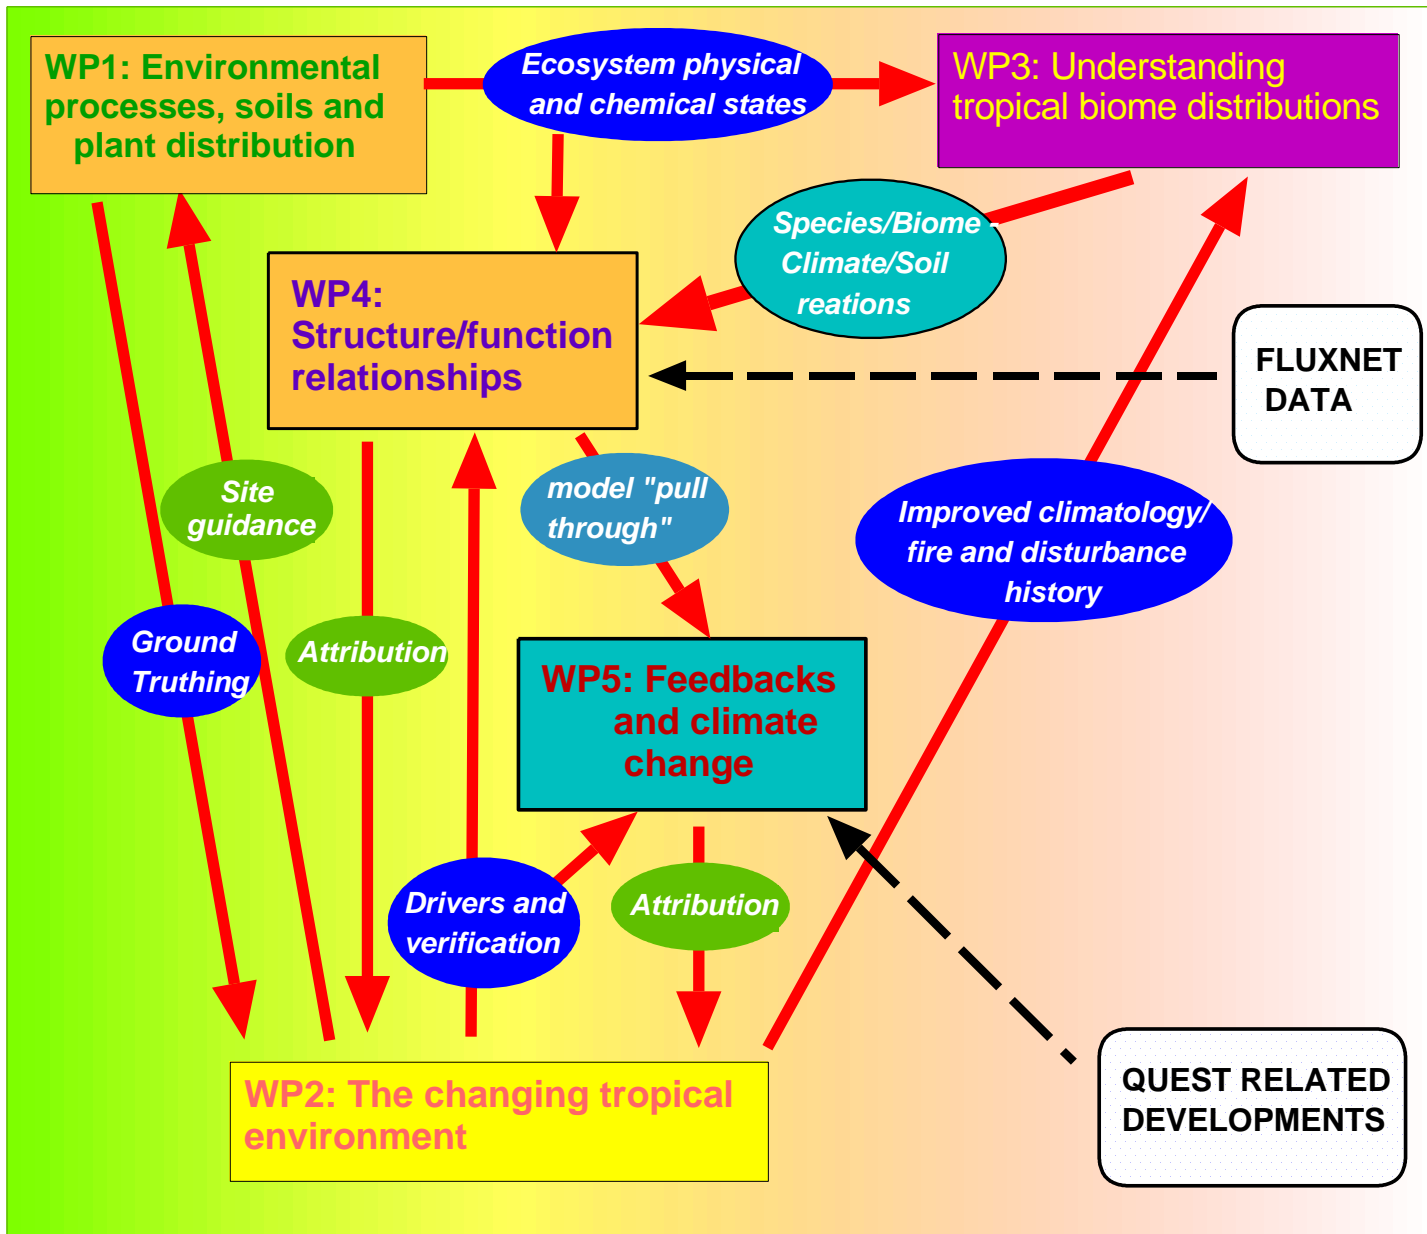 WP1: Environmental
processes, soils and
plant distribution
Ecosystem physical
and chemical states
WP3: Understanding
tropical biome distributions
Species/Biome -
Climate/Soil
reations
WP4:
Structure/function
relationships
FLUXNET
DATA
Site
guidance
model "pull
through"
Improved climatology/
fire and disturbance
history
Ground
Truthing
Attribution
WP5: Feedbacks
and climate
change
Drivers and
verification
Attribution
WP2: The changing tropical
environment
QUEST RELATED
DEVELOPMENTS